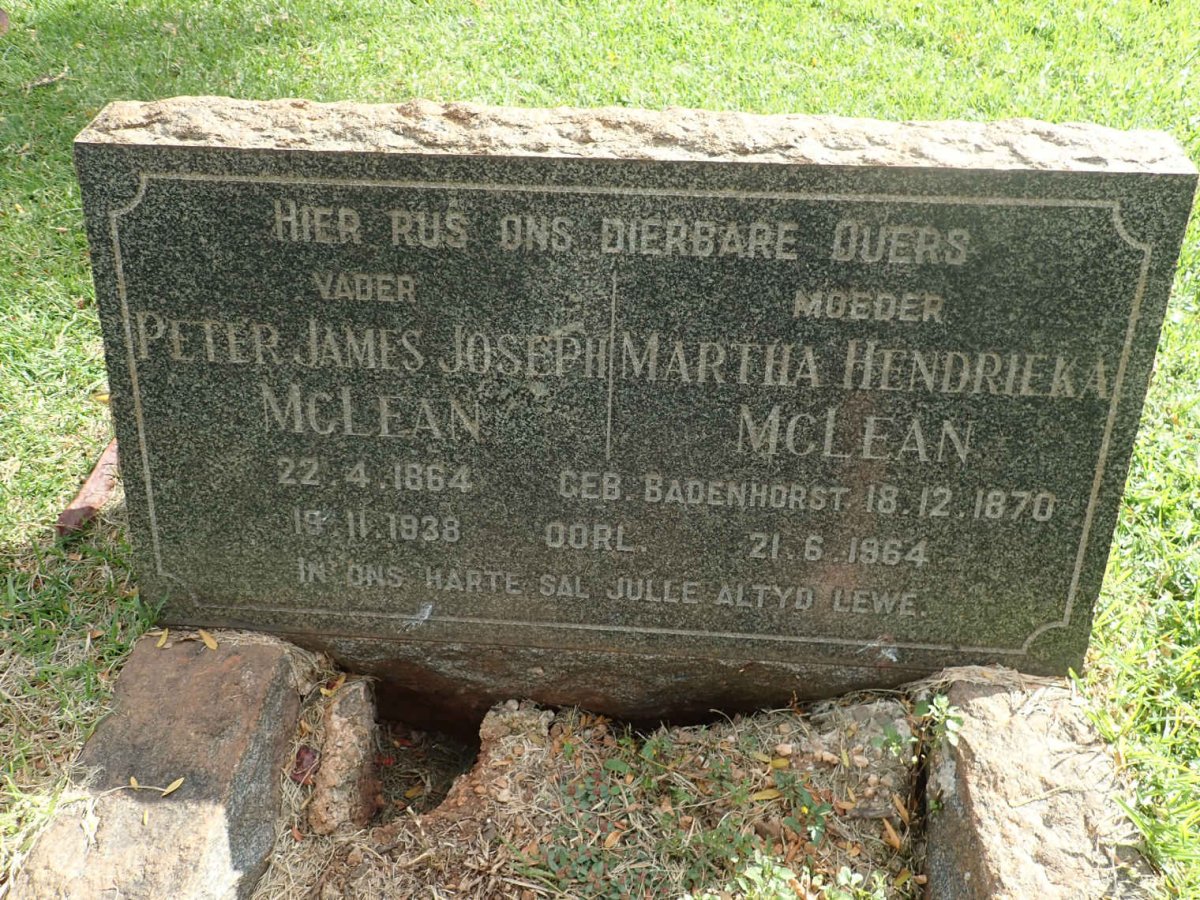 HIER RUS ONS DIERBARE OUERS
VADER
PETER JAMES JOSEPH
MCLEAN
MOEDER
MARTHA HENDRIEKA
MCLEAN
22.4.1864
GEB. BADENHORST 18.12.1870
11.1938
OORL.
21.6.1964
IN ONS HARTE SAL JULLE ALTYD LEWE.